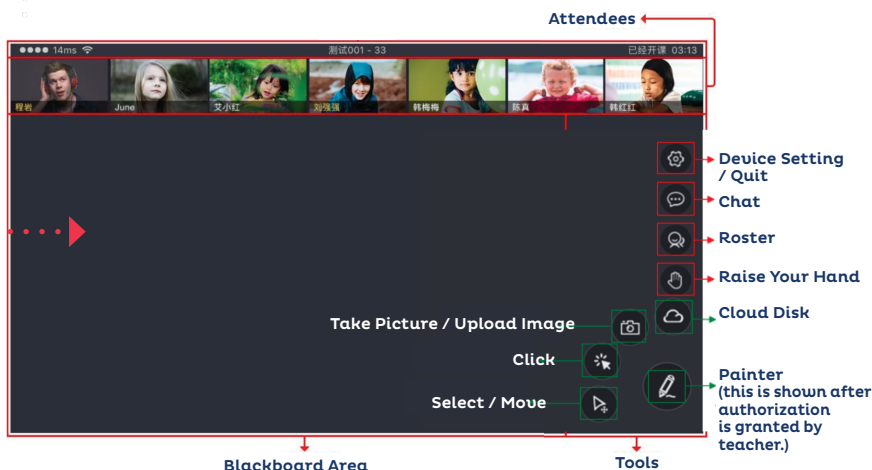 Attendees
14ms
测试001 - 33
已经开课 03:13
程岩
June
艾小红
刘强强
韩梅梅
陈真
韩红红
Device Setting
/ Quit
Chat
Roster
Raise Your Hand
Cloud Disk
Take Picture / Upload Image
Click
Select / Move
Painter
(this is shown after
authorization
is granted by
teacher.)
Blackboard Area
Tools